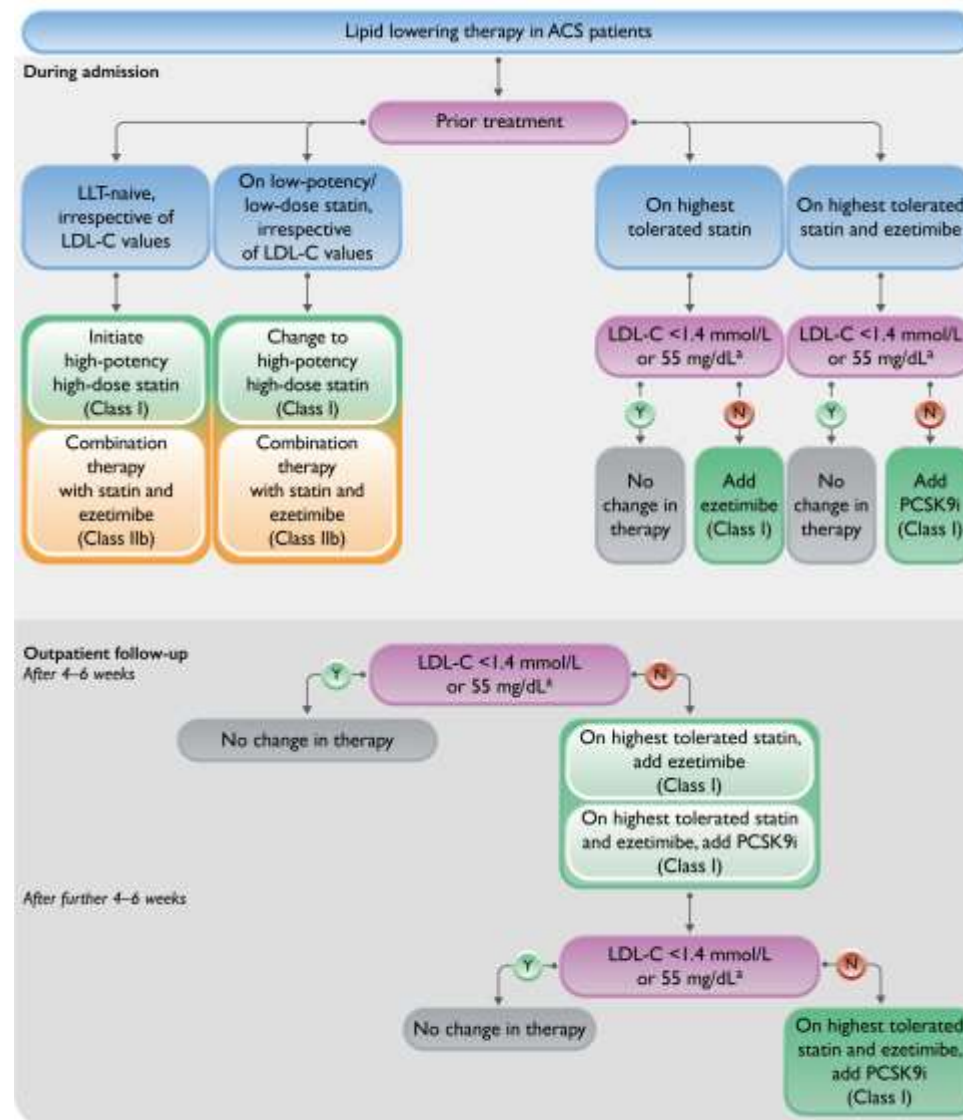 Lipid lowering therapy in ACS patients
During admission
Prior treatment
LLT-naive,
irrespective of
LDL-C values
On low-potency/
low-dose statin,
irrespective
of LDL-C values
On highest
tolerated statin
On highest tolerated
statin and ezetimibe
Initiate
high-potency
high-dose statin
(Class I)
Combination
therapy
with statin and
ezetimibe
(Class IIb)
Change to
high-potency
high-dose statin
(Class I)
Combination
therapy
with statin and
ezetimibe
(Class IIb)
LDL-C <1.4 mmol/L
or 55 mg/dLª
LDL-C <1.4 mmol/L
or 55 mg/dLª
Y
N
Y
N
No
change in
therapy
Add
ezetimibe
(Class I)
No
change in
therapy
Add
PCSK9i
(Class I)
Outpatient follow-up
After 4–6 weeks
LDL-C <1.4 mmol/L
or 55 mg/dLª
Y
N
No change in therapy
On highest tolerated statin,
add ezetimibe
(Class I)
On highest tolerated statin
and ezetimibe, add PCSK9i
(Class I)
After further 4–6 weeks
LDL-C <1.4 mmol/L
or 55 mg/dLª
Y
N
No change in therapy
On highest tolerated
statin and ezetimibe,
add PCSK9i
(Class I)